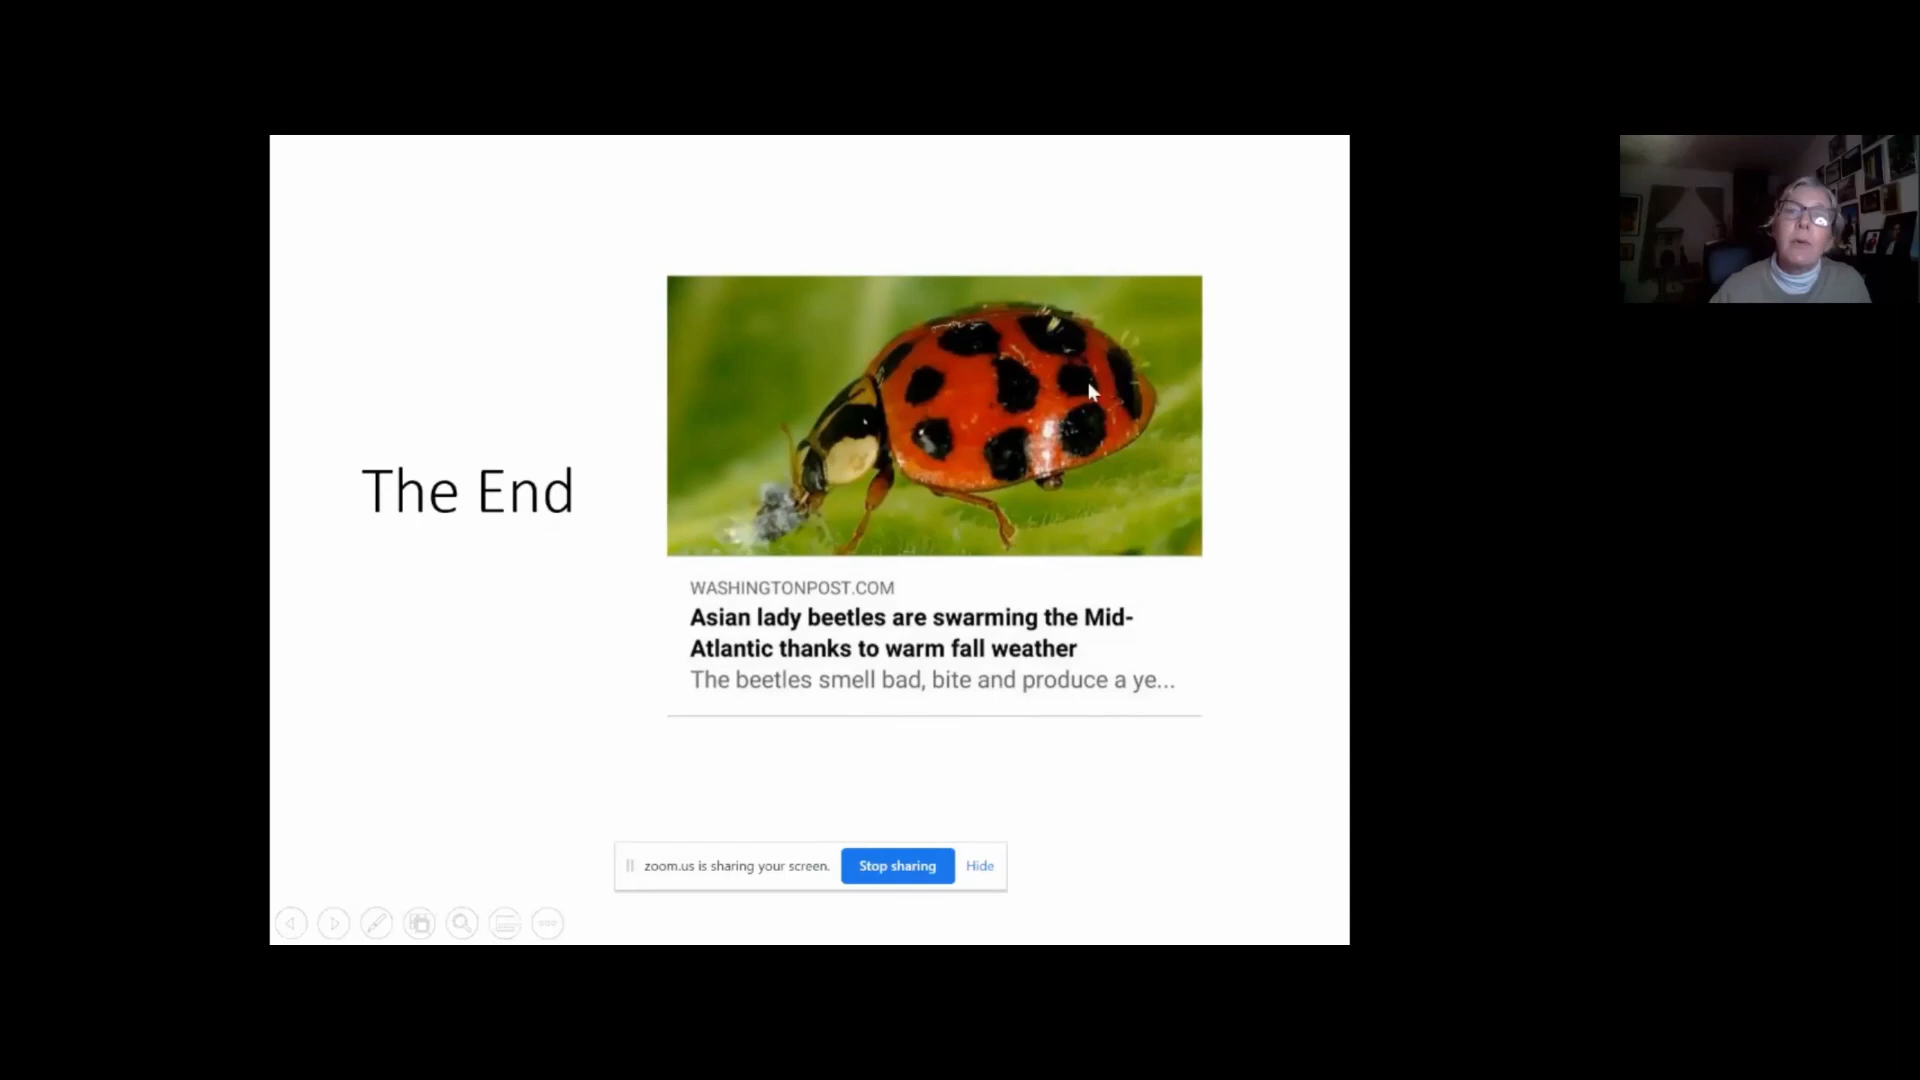 The End
WASHINGTONPOST.COM
Asian lady beetles are swarming the Mid-
Atlantic thanks to warm fall weather
The beetles smell bad, bite and produce a ye...
zoom.us is sharing your screen. Stop sharing Hide